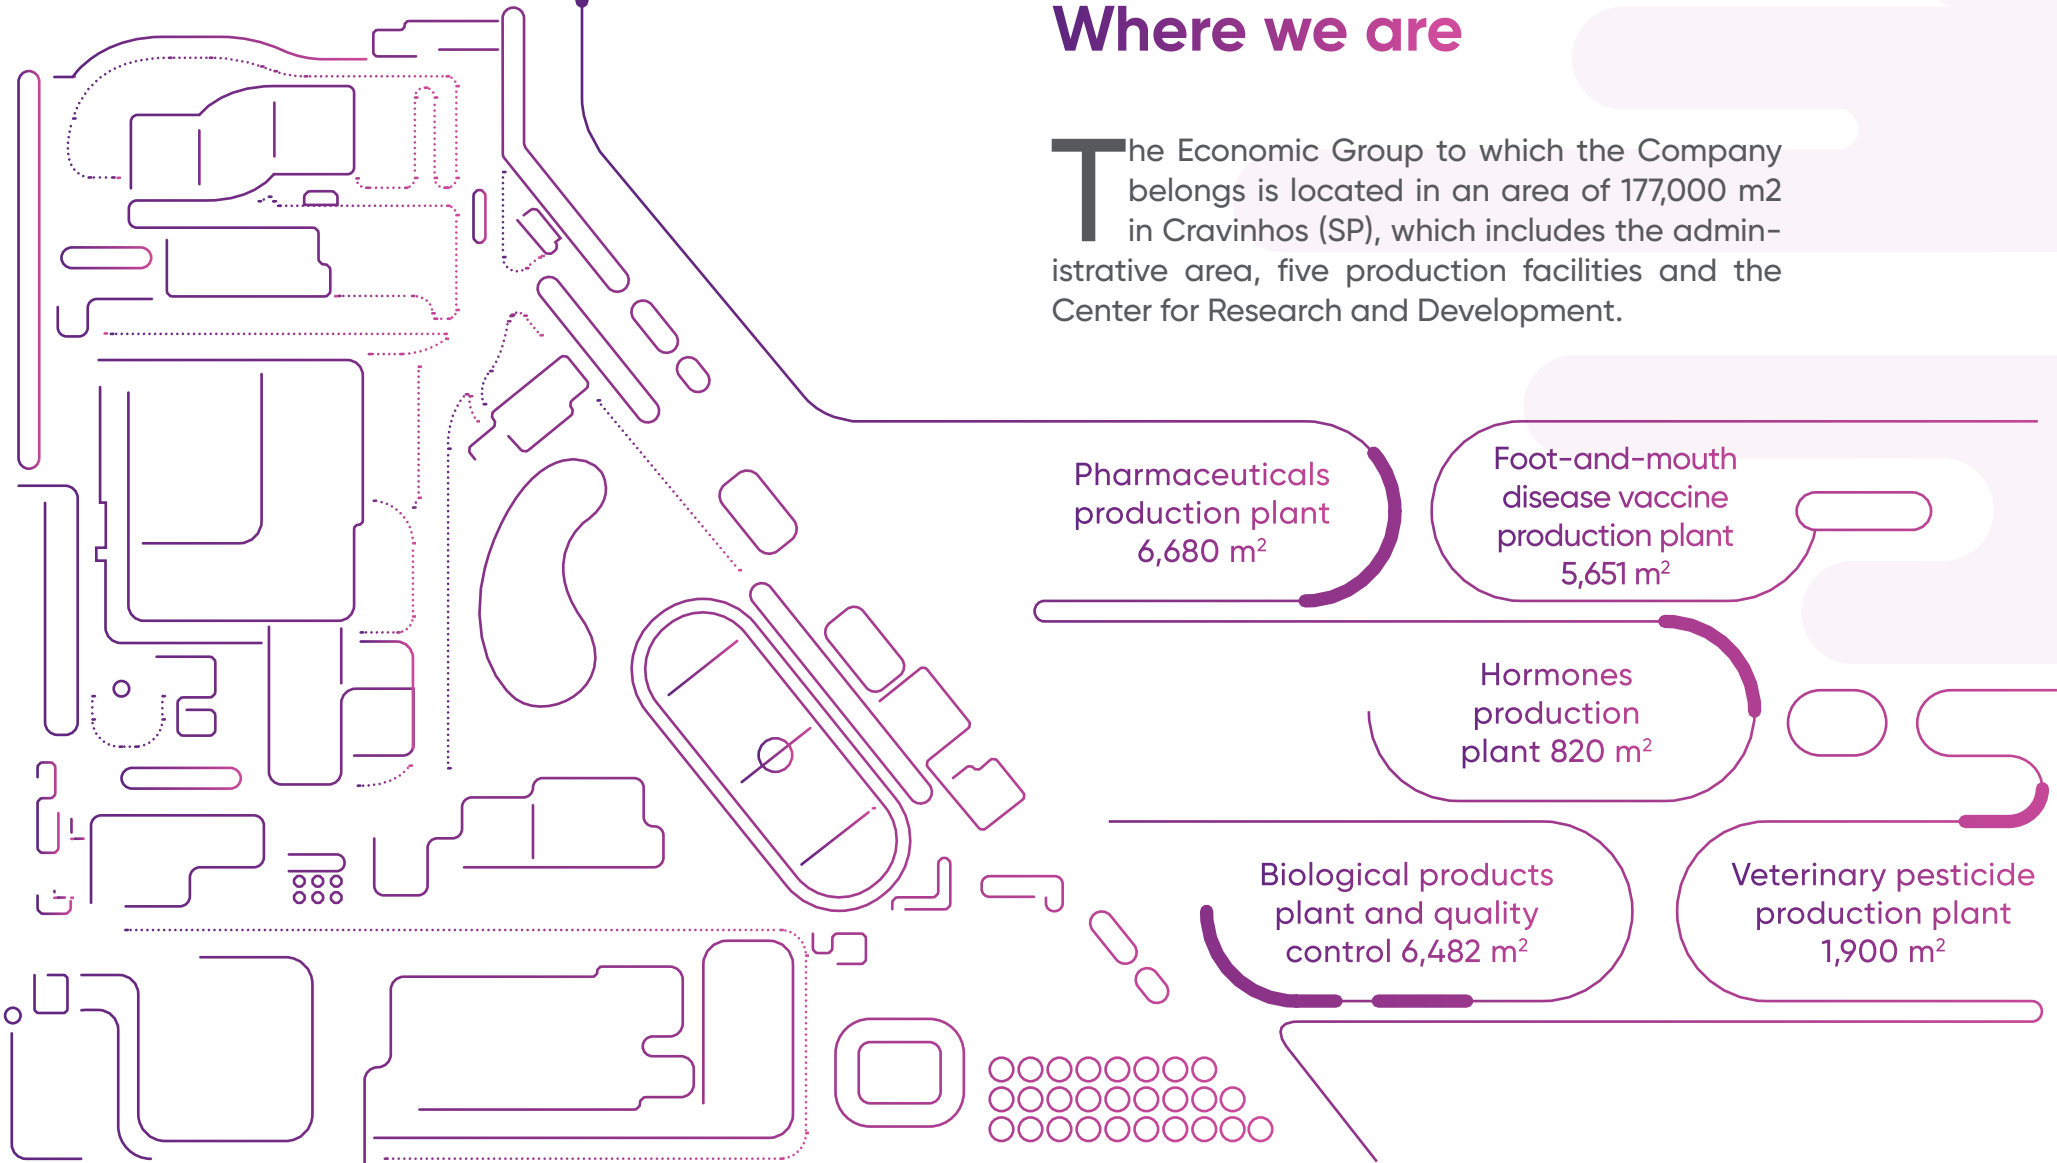 Where we are
The Economic Group to which the Company
belongs is located in an area of 177,000 m2
in Cravinhos (SP), which includes the admin-
istrative area, five production facilities and the
Center for Research and Development.
Pharmaceuticals
production plant
6,680 m²
Foot-and-mouth
disease vaccine
production plant
5,651 m²
Hormones
production
plant 820 m²
Biological products
plant and quality
control 6,482 m²
Veterinary pesticide
production plant
1,900 m²